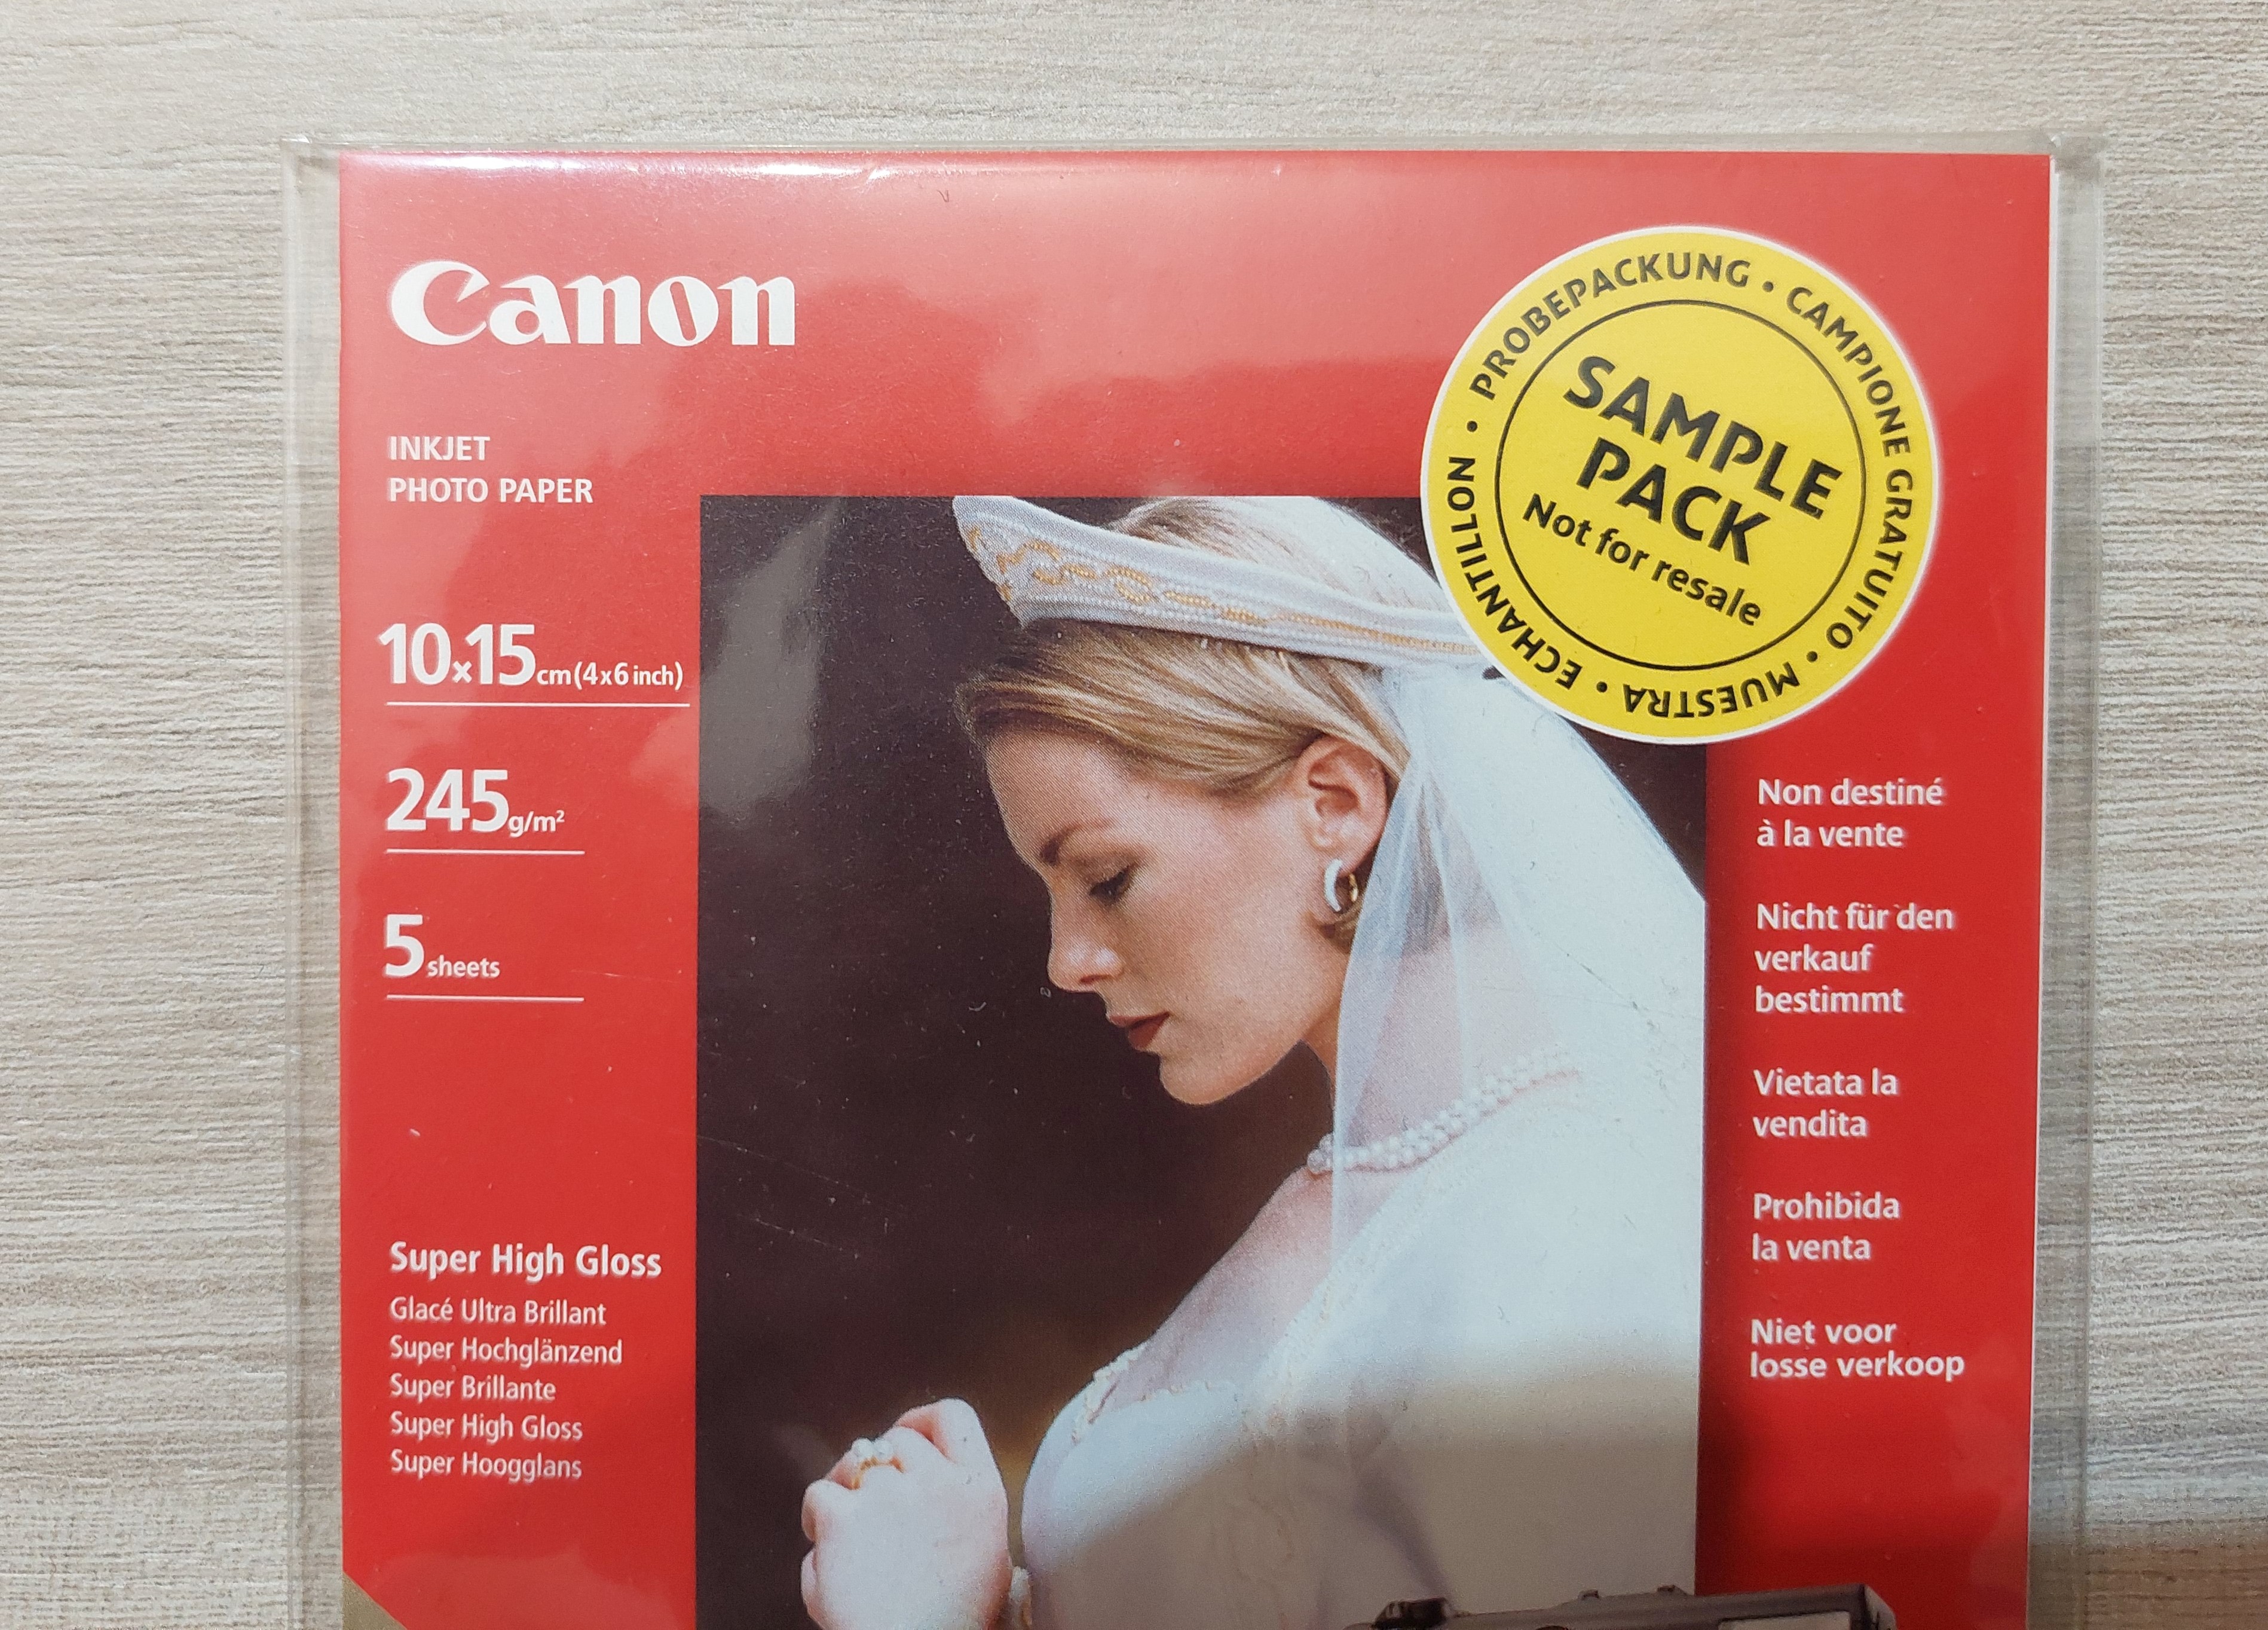 Canon
INKJET
PHOTO PAPER
10x15cm(4x6inch)
245g/m²
5sheets
Super High Gloss
Glacé Ultra Brillant
Super Hochglänzend
Super Brillante
Super High Gloss
Super Hoogglans
• PROBEPACKUNG • CAMPIONE GRATUITO • MUESTRA • ECHANTILLON
SAMPLE
PACK
Not for resale
Non destiné
à la vente
Nicht für den
verkauf
bestimmt
Vietata la
vendita
Prohibida
la venta
Niet voor
losse verkoop